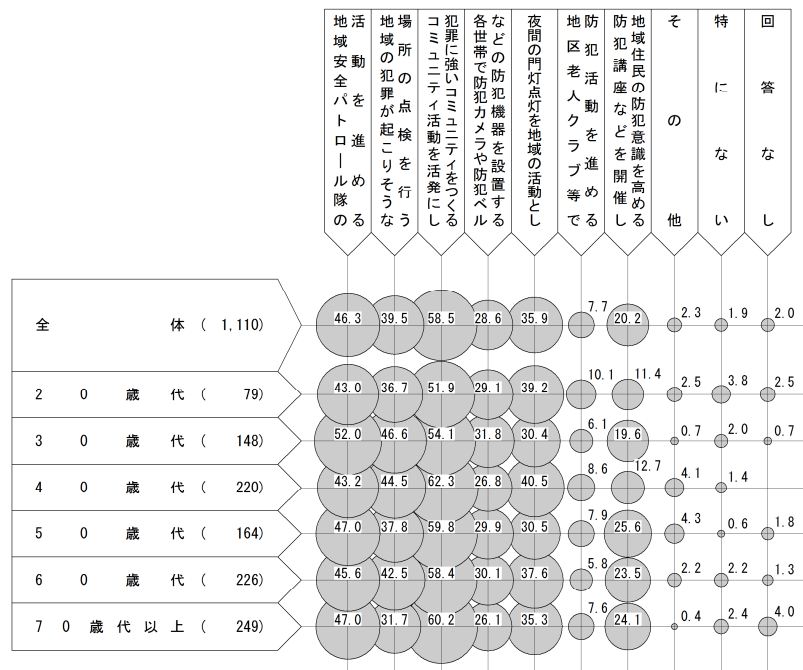 地域安全パトロール隊の
活動を進める
地域の犯罪が起こりそうな
場所の点検を行う
コミュニティ活動を活発にし
犯罪に強いコミュニティをつくる
各世帯で防犯カメラや防犯ベル
などの防犯機器を設置する
夜間の門灯点灯を地域の活動とし
地区老人クラブ等で
防犯活動を進める
防犯講座などを開催し
地域住民の防犯意識を高める
その他
特にない
回答なし
全体 ( 1,110) 46.3 39.5 58.5 28.6 35.9 7.7 20.2 2.3 1.9 2.0
20歳代 ( 79) 43.0 36.7 51.9 29.1 39.2 10.1 11.4 2.5 3.8 2.5
30歳代 ( 148) 52.0 46.6 54.1 31.8 30.4 6.1 19.6 0.7 2.0 0.7
40歳代 ( 220) 43.2 44.5 62.3 26.8 40.5 8.6 12.7 4.1 1.4
50歳代 ( 164) 47.0 37.8 59.8 29.9 30.5 7.9 25.6 4.3 0.6 1.8
60歳代 ( 226) 45.6 42.5 58.4 30.1 37.6 5.8 23.5 2.2 2.2 1.3
70歳代以上 ( 249) 47.0 31.7 60.2 26.1 35.3 7.6 24.1 0.4 2.4 4.0